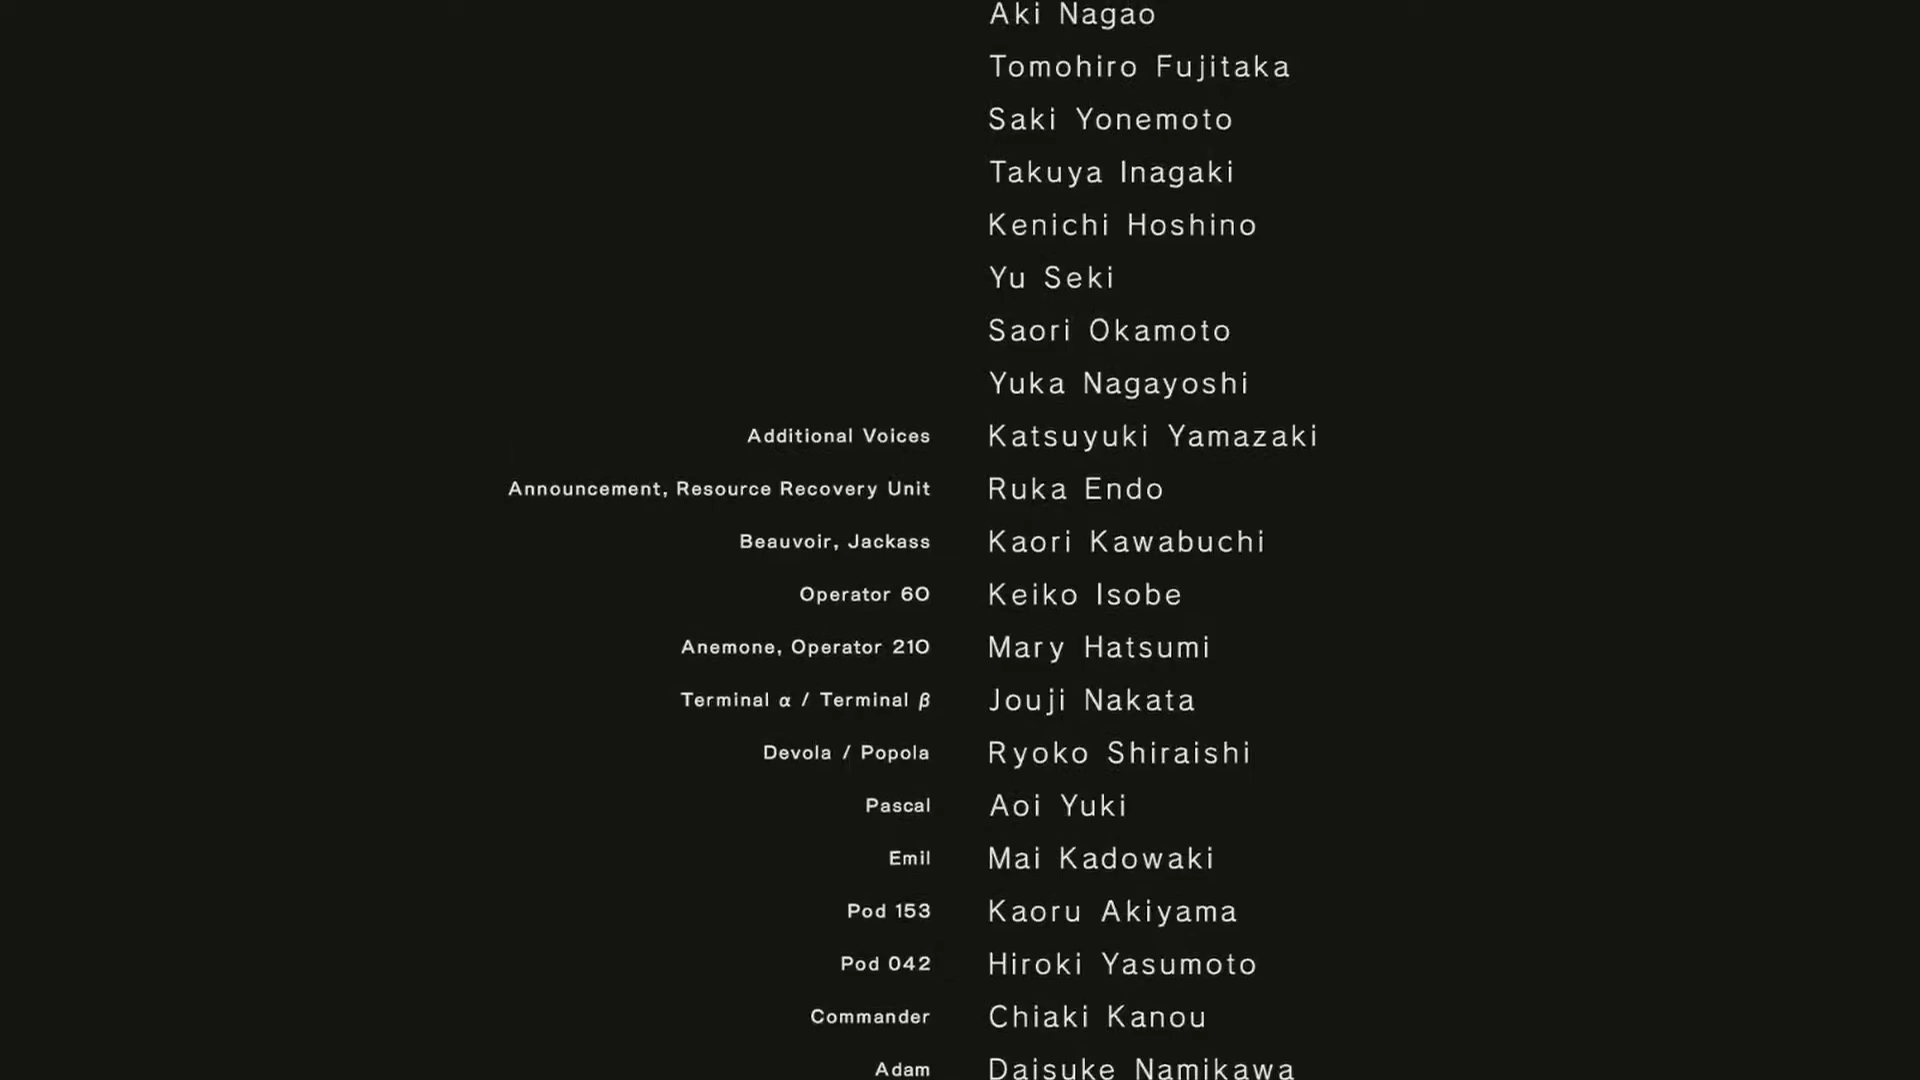 Aki Nagao
Tomohiro Fujitaka
Saki Yonemoto
Takuya Inagaki
Kenichi Hoshino
Yu Seki
Saori Okamoto
Yuka Nagayoshi
Additional Voices Katsuyuki Yamazaki
Announcement, Resource Recovery Unit Ruka Endo
Beauvoir, Jackass Kaori Kawabuchi
Operator 6O Keiko Isobe
Anemone, Operator 21O Mary Hatsumi
Terminal α / Terminal β Jouji Nakata
Devola / Popola Ryoko Shiraishi
Pascal Aoi Yuki
Emil Mai Kadowaki
Pod 153 Kaoru Akiyama
Pod 042 Hiroki Yasumoto
Commander Chiaki Kanou
Adam Daisuke Namikawa